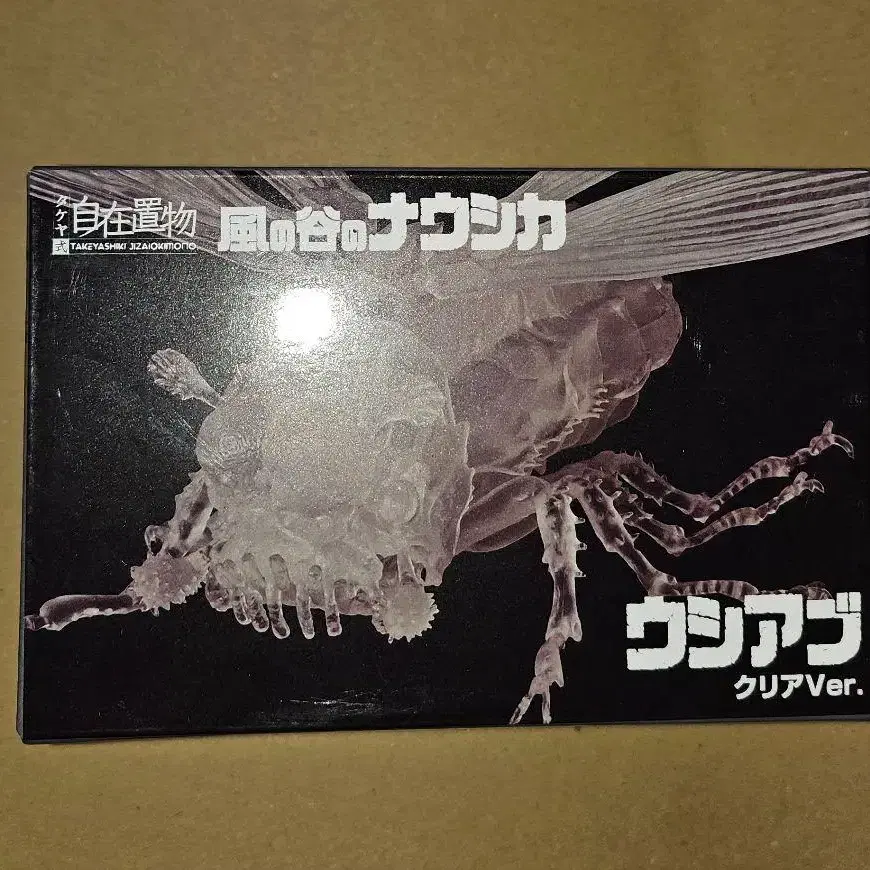 タケヤ式
自在置物
TAKEYASHIKI JIZAIOKIMONO
風の谷のナウシカ
ウシアブ
クリアVer.